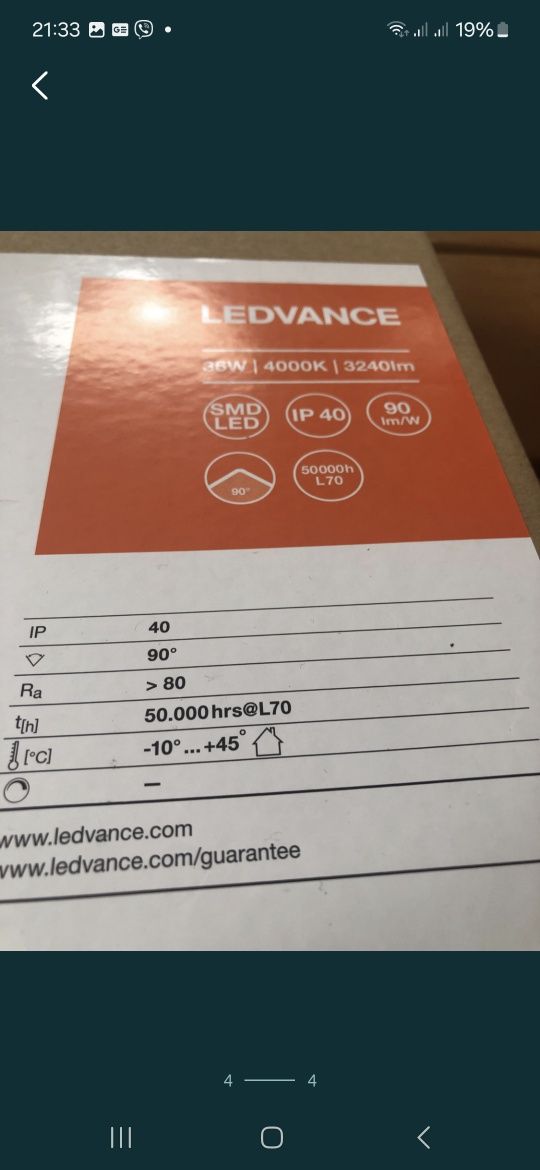 21:33
GE
19%
LEDVANCE
36W | 4000K | 3240lm
SMD
LED
IP 40
90
lm/W
90°
50000h
L70
IP 40
90°
Ra > 80
t[h] 50.000 hrs@L70
[°C] -10°...+45°
–
www.ledvance.com
www.ledvance.com/guarantee
4 4